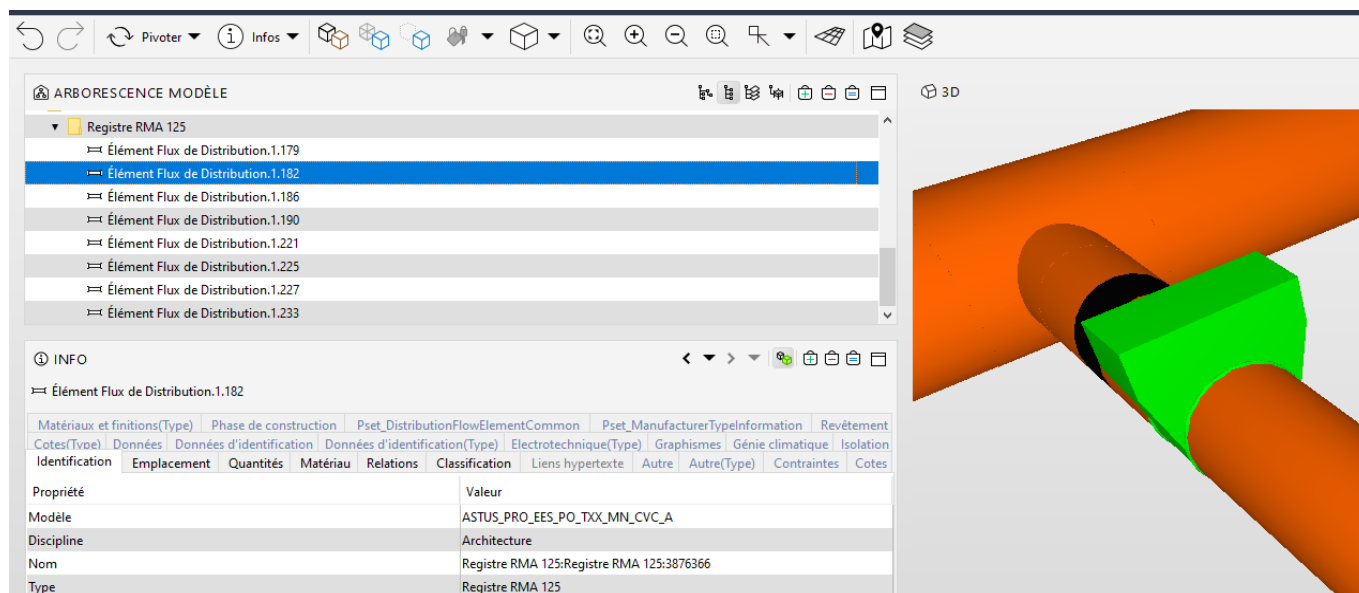 Pivoter Infos
ARBORESCENCE MODÈLE
3D
Registre RMA 125
Élément Flux de Distribution.1.179
Élément Flux de Distribution.1.182
Élément Flux de Distribution.1.186
Élément Flux de Distribution.1.190
Élément Flux de Distribution.1.221
Élément Flux de Distribution.1.225
Élément Flux de Distribution.1.227
Élément Flux de Distribution.1.233
INFO
Élément Flux de Distribution.1.182
Matériaux et finitions(Type) Phase de construction Pset_DistributionFlowElementCommon Pset_ManufacturerTypeInformation Revêtement
Cotes(Type) Données Données d'identification Données d'identification(Type) Electrotechnique(Type) Graphismes Génie climatique Isolation
Identification Emplacement Quantités Matériau Relations Classification Liens hypertexte Autre Autre(Type) Contraintes Cotes
Propriété Valeur
Modèle ASTUS_PRO_EES_PO_TXX_MN_CVC_A
Discipline Architecture
Nom Registre RMA 125:Registre RMA 125:3876366
Type Registre RMA 125